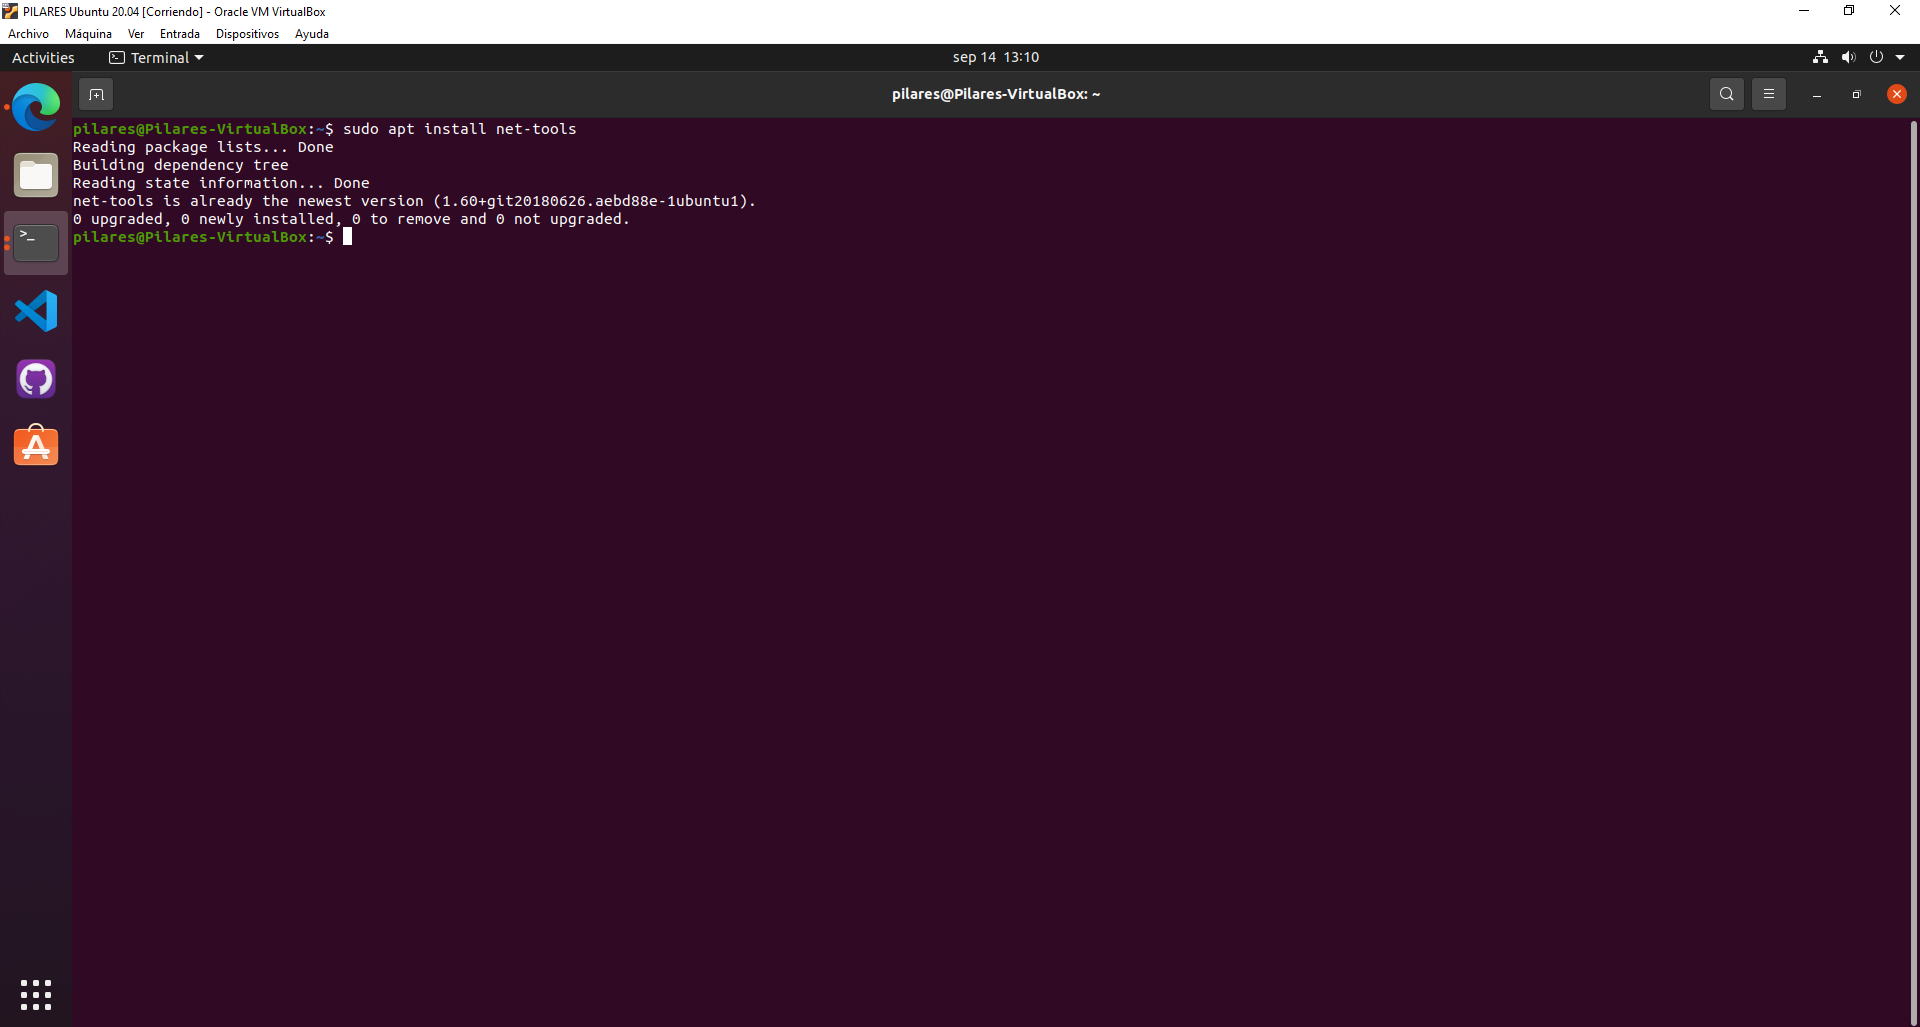 PILARES Ubuntu 20.04 [Corriendo] - Oracle VM VirtualBox
Archivo Máquina Ver Entrada Dispositivos Ayuda
Activities Terminal sep 14 13:10
pilares@Pilares-VirtualBox: ~
pilares@Pilares-VirtualBox:~$ sudo apt install net-tools
Reading package lists... Done
Building dependency tree
Reading state information... Done
net-tools is already the newest version (1.60+git20180626.aebd88e-1ubuntu1).
0 upgraded, 0 newly installed, 0 to remove and 0 not upgraded.
pilares@Pilares-VirtualBox:~$